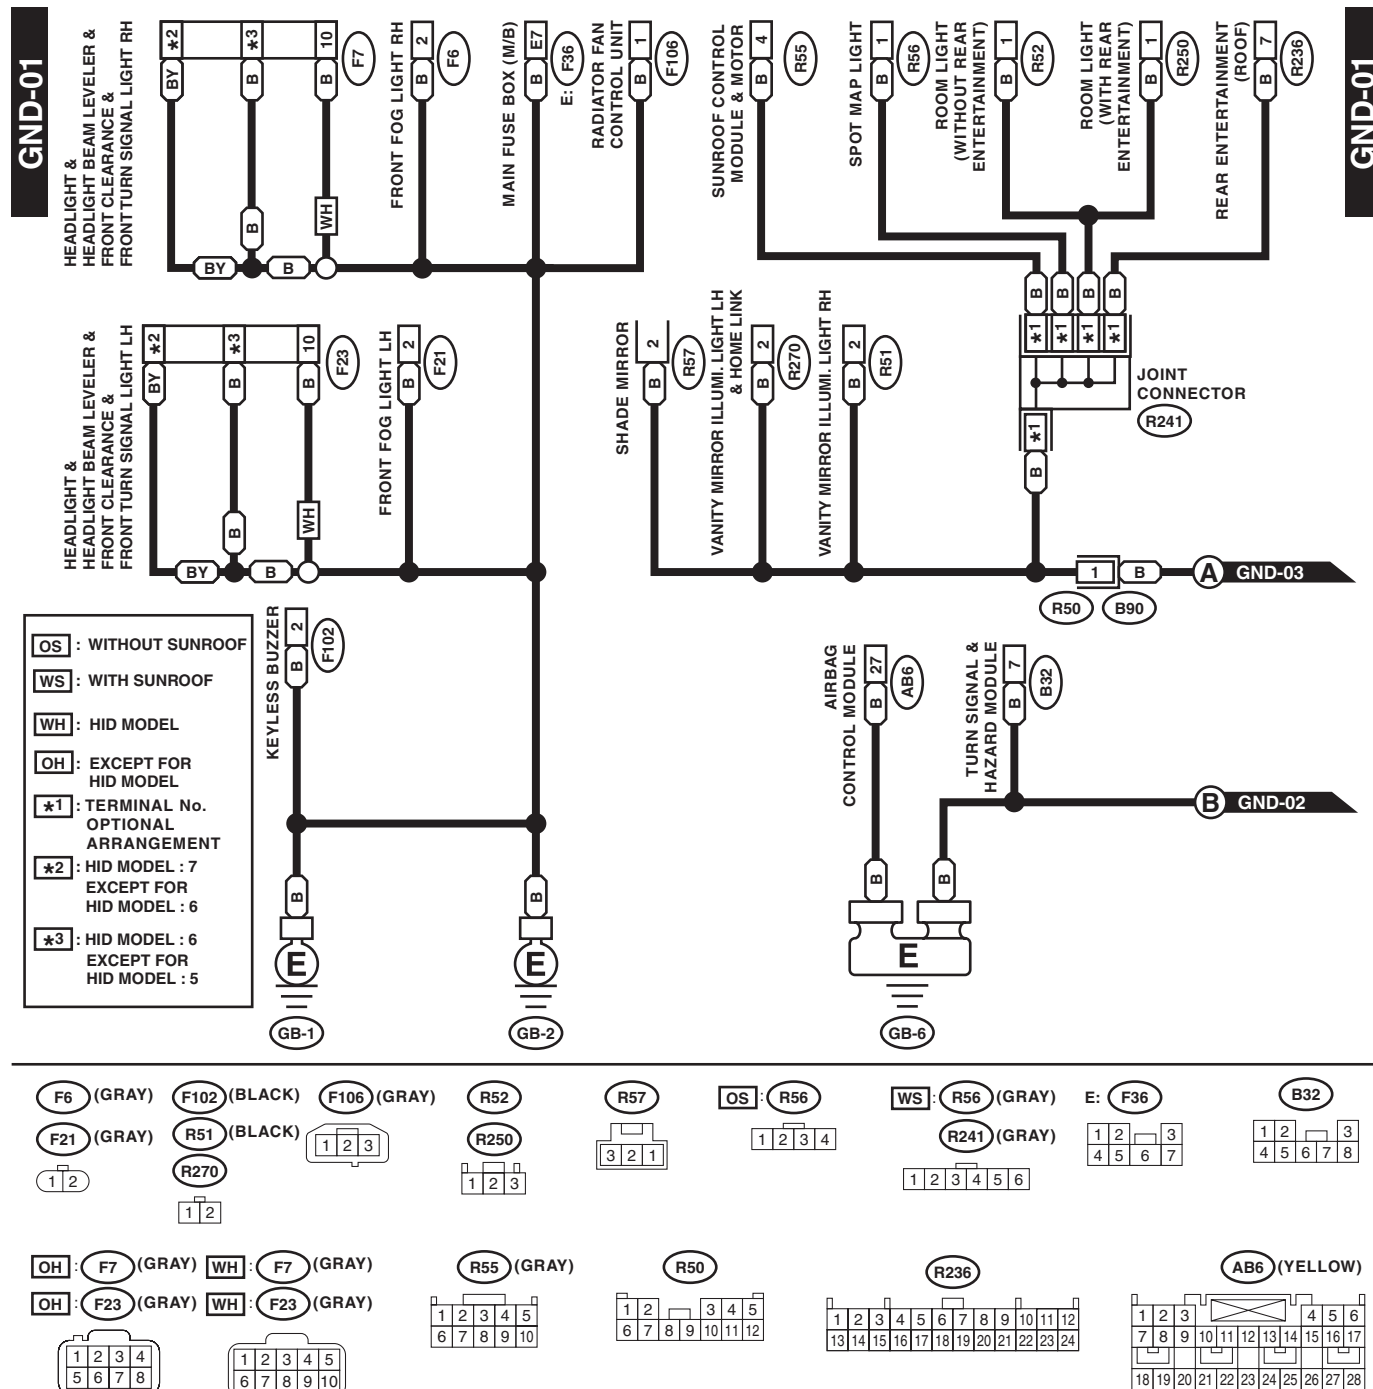 GND-01
GND-01
HEADLIGHT &
HEADLIGHT BEAM LEVELER &
FRONT CLEARANCE &
FRONT TURN SIGNAL LIGHT RH
*2
*3
10
BY
B
B
F7
B
WH
BY
B
FRONT FOG LIGHT RH
2
B
F6
MAIN FUSE BOX (M/B)
E7
B
F36
E:
RADIATOR FAN
CONTROL UNIT
1
B
F106
SUNROOF CONTROL
MODULE & MOTOR
4
B
R55
SPOT MAP LIGHT
1
B
R56
ROOM LIGHT
(WITHOUT REAR
ENTERTAINMENT)
1
B
R52
ROOM LIGHT
(WITH REAR
ENTERTAINMENT)
1
B
R250
REAR ENTERTAINMENT
(ROOF)
7
B
R236
B
B
B
B
*1
*1
*1
*1
JOINT
CONNECTOR
R241
*1
B
HEADLIGHT &
HEADLIGHT BEAM LEVELER &
FRONT CLEARANCE &
FRONT TURN SIGNAL LIGHT LH
*2
*3
10
BY
B
B
F23
B
WH
BY
B
FRONT FOG LIGHT LH
2
B
F21
SHADE MIRROR
2
B
R57
VANITY MIRROR ILLUMI. LIGHT LH
& HOME LINK
2
B
R270
VANITY MIRROR ILLUMI. LIGHT RH
2
B
R51
1
B
A
GND-03
R50
B90
OS : WITHOUT SUNROOF
WS : WITH SUNROOF
WH : HID MODEL
OH : EXCEPT FOR
HID MODEL
*1 : TERMINAL No.
OPTIONAL
ARRANGEMENT
*2 : HID MODEL : 7
EXCEPT FOR
HID MODEL : 6
*3 : HID MODEL : 6
EXCEPT FOR
HID MODEL : 5
KEYLESS BUZZER
2
B
F102
B
B
E
E
GB-1
GB-2
AIRBAG
CONTROL MODULE
27
B
AB6
TURN SIGNAL &
HAZARD MODULE
7
B
B32
B
GND-02
B
B
E
GB-6
F6 (GRAY)
F21 (GRAY)
1 2
F102 (BLACK)
R51 (BLACK)
R270
1 2
F106 (GRAY)
1 2 3
R52
R250
1 2 3
R57
3 2 1
OS : R56
1 2 3 4
WS : R56 (GRAY)
R241 (GRAY)
1 2 3 4 5 6
E: F36
1 2 3
4 5 6 7
B32
1 2 3
4 5 6 7 8
OH : F7 (GRAY)
OH : F23 (GRAY)
1 2 3 4
5 6 7 8
WH : F7 (GRAY)
WH : F23 (GRAY)
1 2 3 4 5
6 7 8 9 10
R55 (GRAY)
1 2 3 4 5
6 7 8 9 10
R50
1 2 3 4 5
6 7 8 9 10 11 12
R236
1 2 3 4 5 6 7 8 9 10 11 12
13 14 15 16 17 18 19 20 21 22 23 24
AB6 (YELLOW)
1 2 3 4 5 6
7 8 9 10 11 12 13 14 15 16 17
18 19 20 21 22 23 24 25 26 27 28